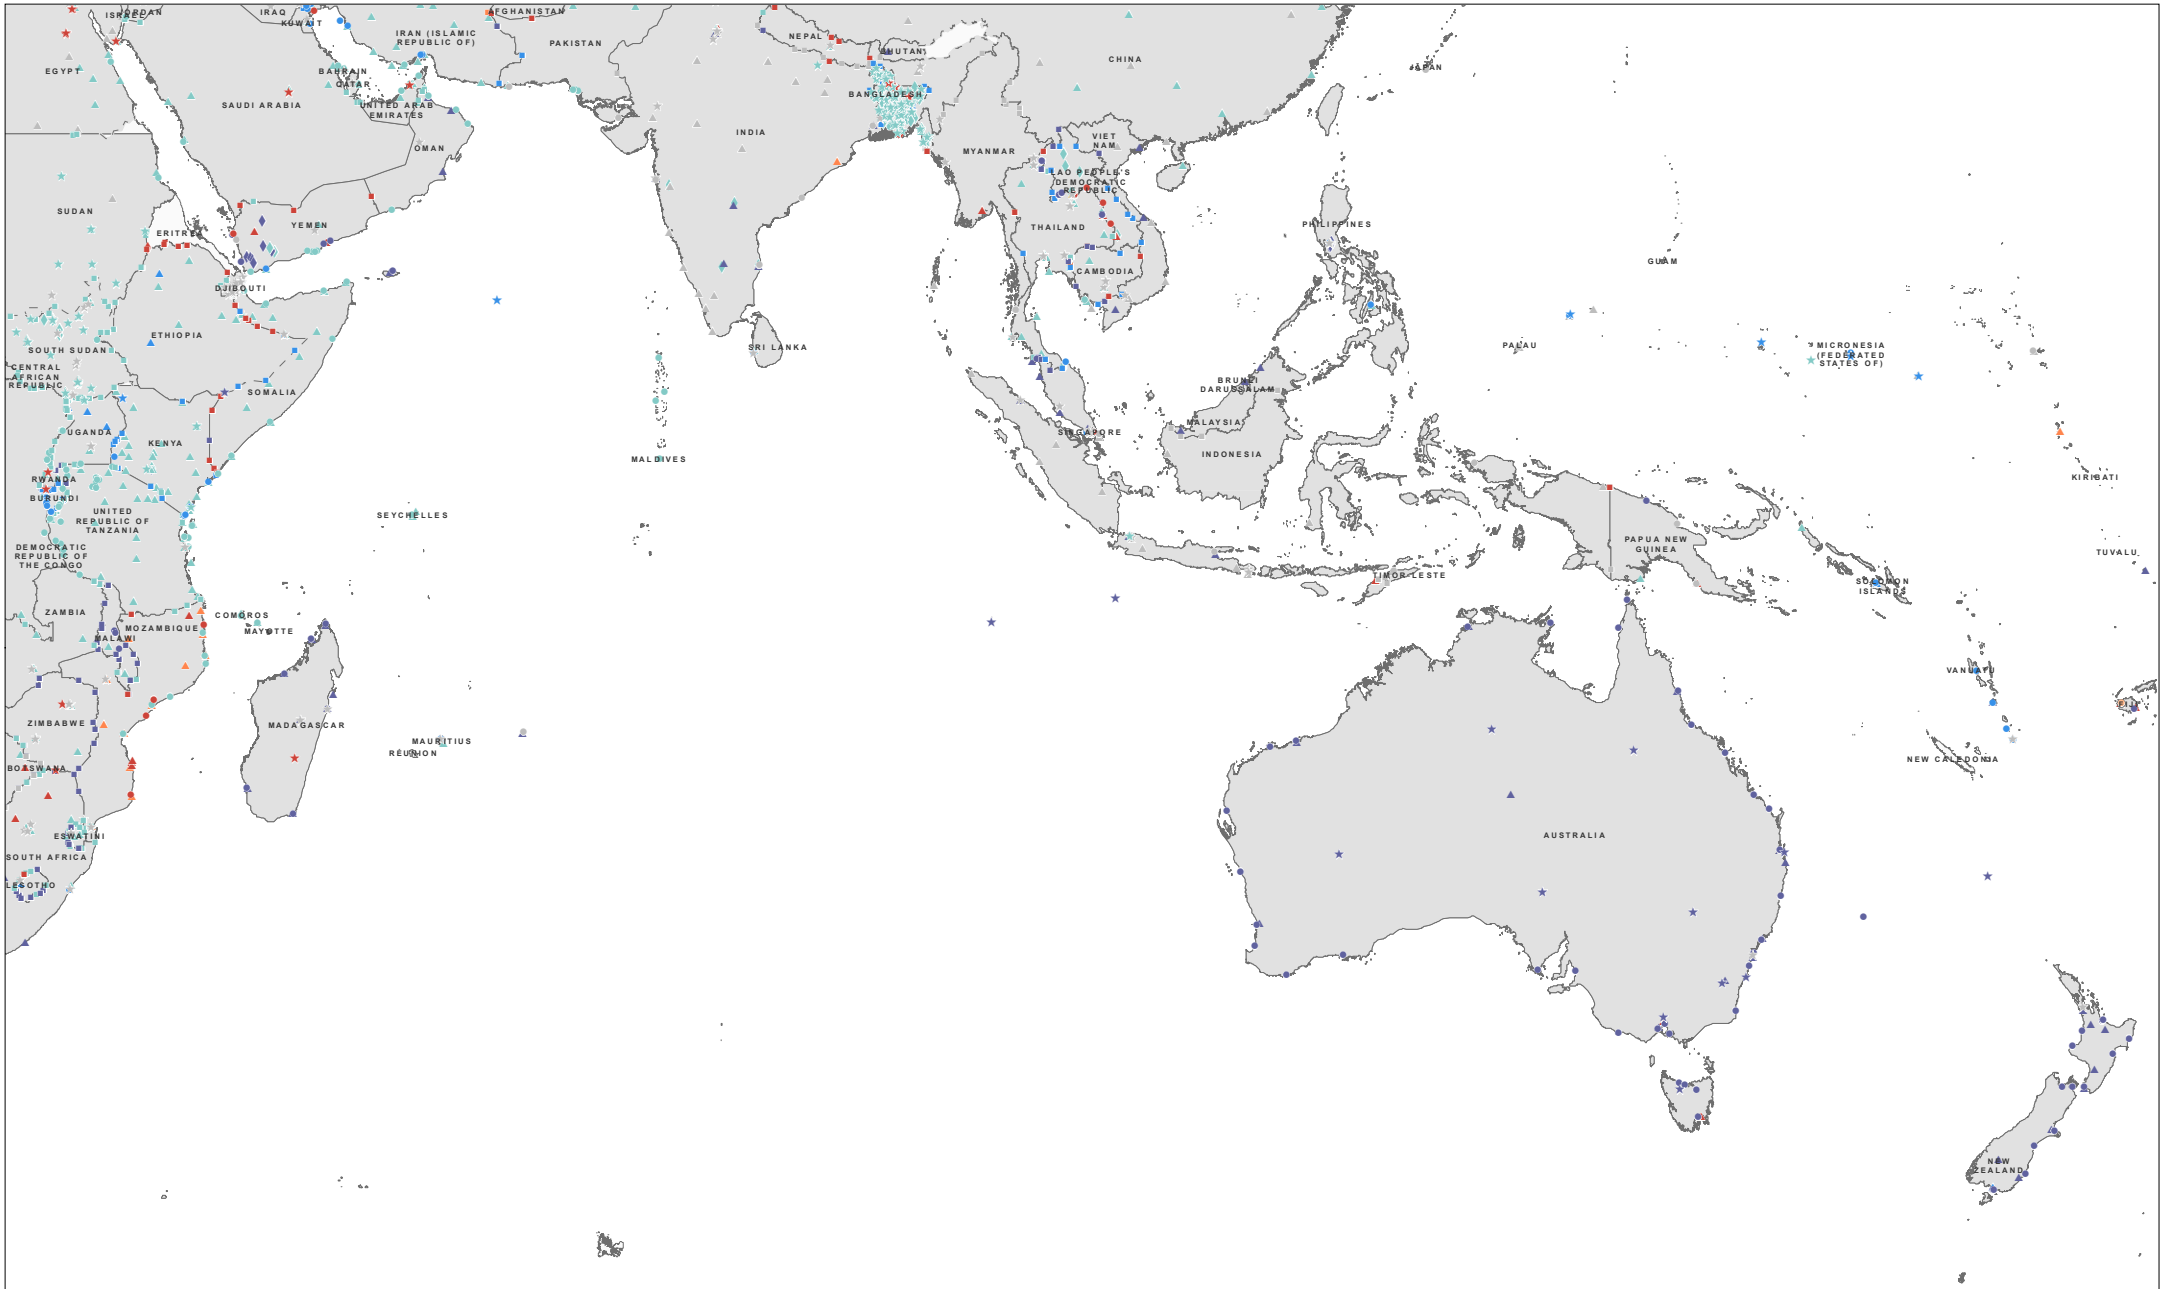 ISRAEL
JORDAN
IRAQ
KUWAIT
IRAN (ISLAMIC
REPUBLIC OF)
AFGHANISTAN
PAKISTAN
NEPAL
BHUTAN
CHINA
JAPAN
EGYPT
BAHRAIN
QATAR
SAUDI ARABIA
UNITED ARAB
EMIRATES
BANGLADESH
INDIA
OMAN
MYANMAR
VIET
NAM
LAO PEOPLE'S
DEMOCRATIC
REPUBLIC
SUDAN
ERITREA
YEMEN
THAILAND
PHILIPPINES
GUAM
DJIBOUTI
CAMBODIA
ETHIOPIA
SOUTH SUDAN
SRI LANKA
PALAU
MICRONESIA
(FEDERATED
STATES OF)
CENTRAL
AFRICAN
REPUBLIC
SOMALIA
BRUNEI
DARUSSALAM
UGANDA
KENYA
MALAYSIA
SINGAPORE
MALDIVES
INDONESIA
RWANDA
BURUNDI
KIRIBATI
UNITED
REPUBLIC OF
TANZANIA
SEYCHELLES
DEMOCRATIC
REPUBLIC OF
THE CONGO
PAPUA NEW
GUINEA
TUVALU
TIMOR-LESTE
SOLOMON
ISLANDS
ZAMBIA
COMOROS
MAYOTTE
MOZAMBIQUE
MALAWI
VANUATU
ZIMBABWE
MADAGASCAR
MAURITIUS
RÉUNION
FIJI
NEW CALEDONIA
BOTSWANA
ESWATINI
AUSTRALIA
SOUTH AFRICA
LESOTHO
NEW
ZEALAND